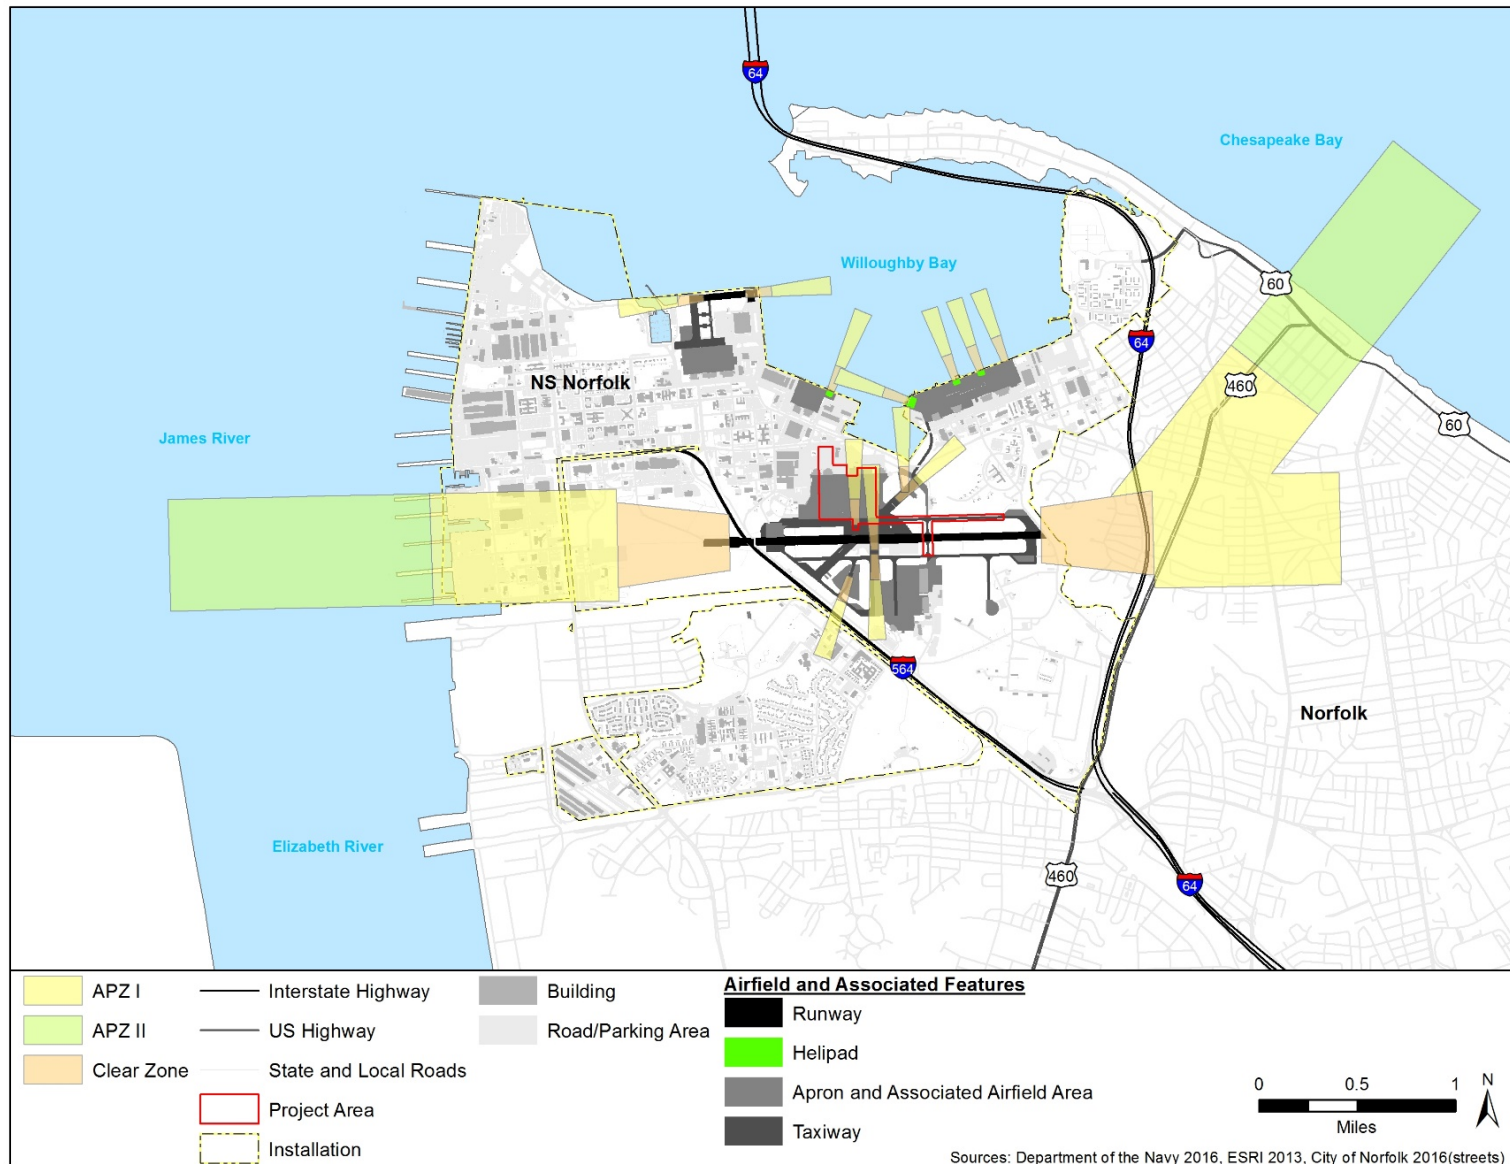 64
Chesapeake Bay
Willoughby Bay
60
64
NS Norfolk
460
60
James River
564
Norfolk
Elizabeth River
460
64
APZ I
APZ II
Clear Zone
Interstate Highway
US Highway
State and Local Roads
Project Area
Installation
Building
Road/Parking Area
Airfield and Associated Features
Runway
Helipad
Apron and Associated Airfield Area
Taxiway
0 0.5 1
Miles
N
Sources: Department of the Navy 2016, ESRI 2013, City of Norfolk 2016(streets)